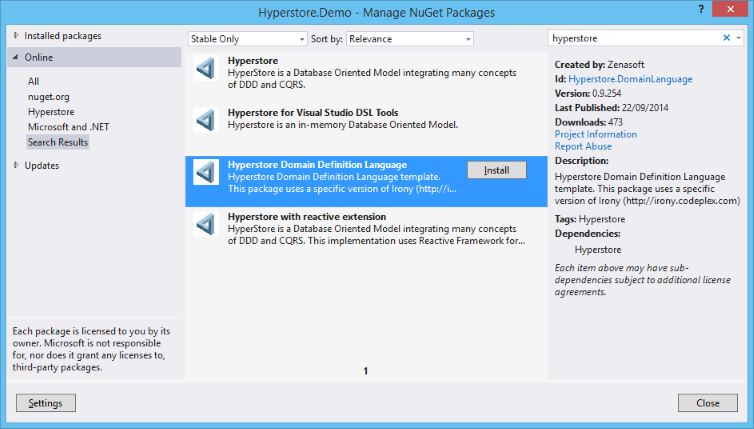 Hyperstore.Demo - Manage NuGet Packages
?
Installed packages
Online
All
nuget.org
Hyperstore
Microsoft and .NET
Search Results
Updates
Each package is licensed to you by its
owner. Microsoft is not responsible
for, nor does it grant any licenses to,
third-party packages.
Settings
Stable Only
Sort by:
Relevance
Hyperstore
HyperStore is a Database Oriented Model integrating many concepts
of DDD and CQRS.
Hyperstore for Visual Studio DSL Tools
Hyperstore is an in-memory Database Oriented Model.
Hyperstore Domain Definition Language
Hyperstore Domain Definition Language template.
This package uses a specific version of Irony (http://i...
Install
Hyperstore with reactive extension
HyperStore is a Database Oriented Model integrating many concepts
of DDD and CQRS. This implementation uses Reactive Framework for...
1
hyperstore
Created by: Zenasoft
Id: Hyperstore.DomainLanguage
Version: 0.9.254
Last Published: 22/09/2014
Downloads: 473
Project Information
Report Abuse
Description:
Hyperstore Domain Definition Language
template. This package uses a specific
version of Irony (http://irony.codeplex.com)
Tags: Hyperstore
Dependencies:
Hyperstore
Each item above may have sub-
dependencies subject to additional license
agreements.
Close